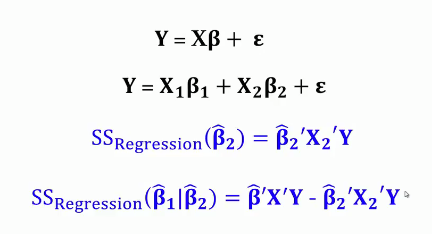 Y = Xβ + ε
Y = X₁β₁ + X₂β₂ + ε
SS_Regression(β̂₂) = β̂₂′X₂′Y
SS_Regression(β̂₁|β̂₂) = β̂′X′Y - β̂₂′X₂′Y